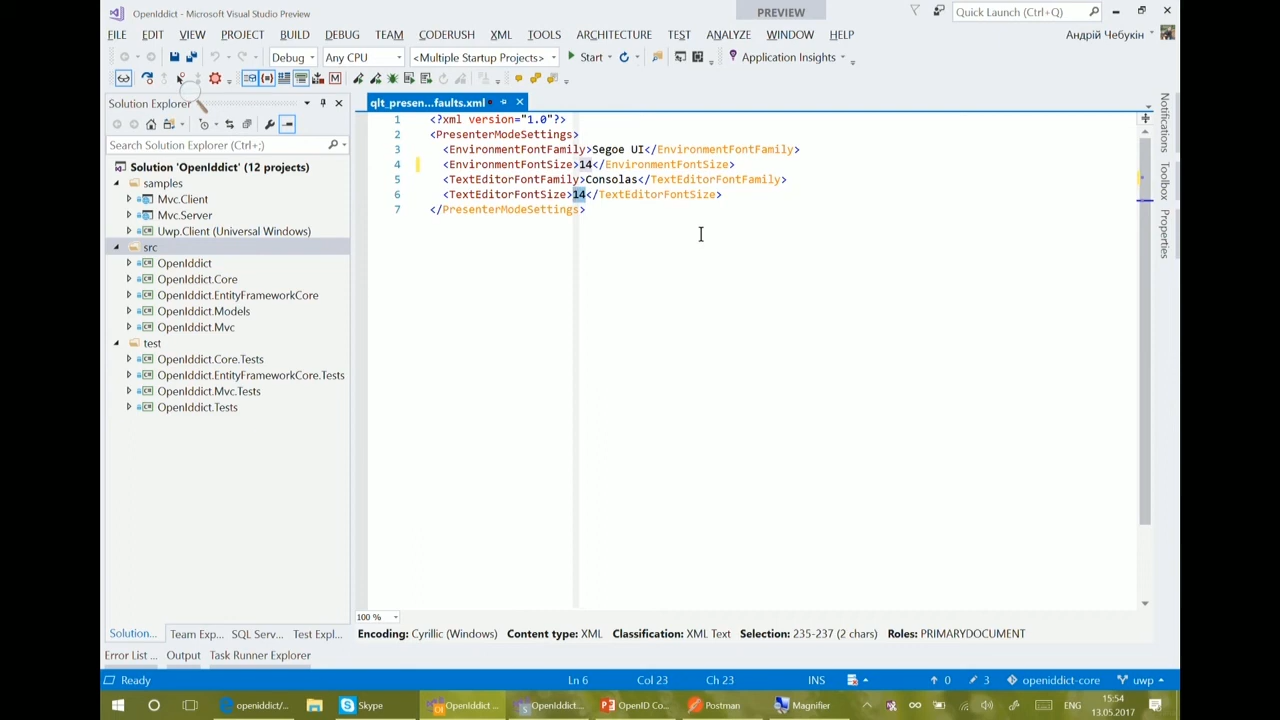 OpenIddict - Microsoft Visual Studio Preview
PREVIEW
Quick Launch (Ctrl+Q)
FILE EDIT VIEW PROJECT BUILD DEBUG TEAM CODERUSH XML TOOLS ARCHITECTURE TEST ANALYZE WINDOW HELP
Андрій Чебукін
Debug Any CPU <Multiple Startup Projects> Start Application Insights
Solution Explorer
Search Solution Explorer (Ctrl+;)
Solution 'OpenIddict' (12 projects)
samples
Mvc.Client
Mvc.Server
Uwp.Client (Universal Windows)
src
OpenIddict
OpenIddict.Core
OpenIddict.EntityFrameworkCore
OpenIddict.Models
OpenIddict.Mvc
test
OpenIddict.Core.Tests
OpenIddict.EntityFrameworkCore.Tests
OpenIddict.Mvc.Tests
OpenIddict.Tests
Solution... Team Exp... SQL Serv... Test Expl...
qlt_presen...faults.xml
1 <?xml version="1.0"?>
2 <PresenterModeSettings>
3 <EnvironmentFontFamily>Segoe UI</EnvironmentFontFamily>
4 <EnvironmentFontSize>14</EnvironmentFontSize>
5 <TextEditorFontFamily>Consolas</TextEditorFontFamily>
6 <TextEditorFontSize>14</TextEditorFontSize>
7 </PresenterModeSettings>
100 %
Encoding: Cyrillic (Windows) Content type: XML Classification: XML Text Selection: 235-237 (2 chars) Roles: PRIMARYDOCUMENT
Notifications
Toolbox
Properties
Error List ... Output Task Runner Explorer
Ready Ln 6 Col 23 Ch 23 INS 0 3 openiddict-core uwp
openiddict/... Skype OpenIddict ... OpenIddict... OpenID Co... Postman Magnifier ENG
15:54
13.05.2017